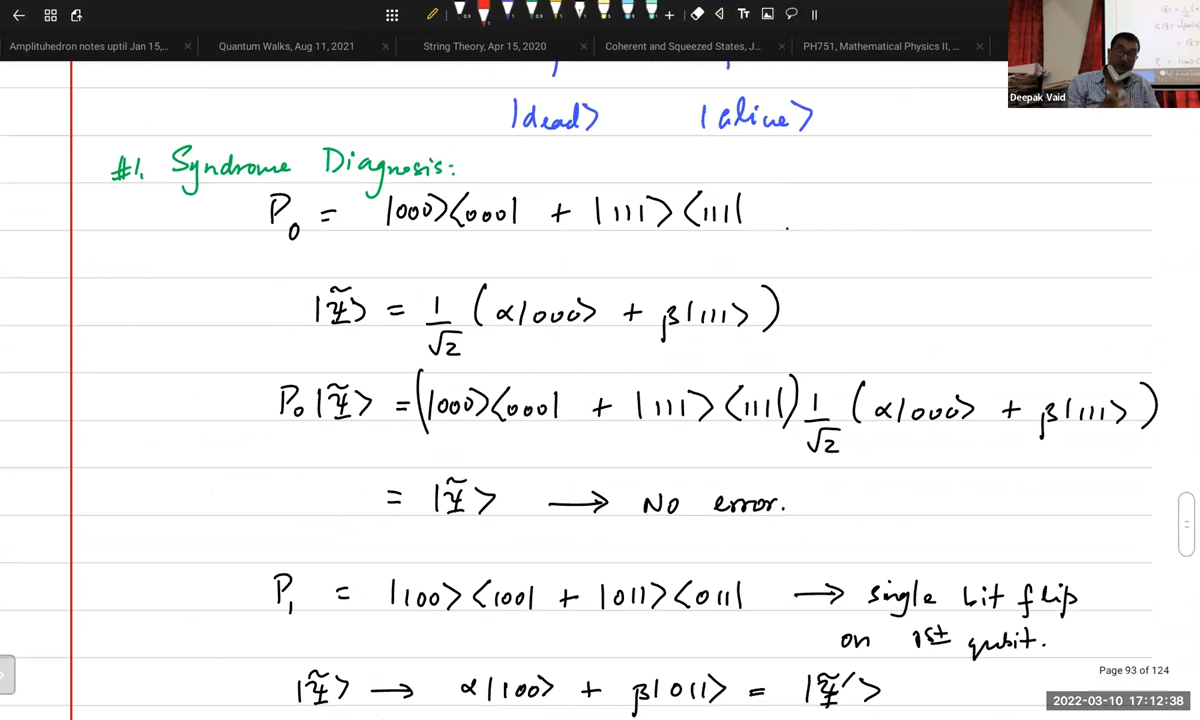 Amplituhedron notes uptil Jan 15,... × Quantum Walks, Aug 11, 2021 × String Theory, Apr 15, 2020 × Coherent and Squeezed States, J... × PH751, Mathematical Physics II, ... ×
Deepak Vaid
|dead> |alive>
#1. Syndrome Diagnosis:
P₀ = |000><000| + |111><111|
|Ψ̃> = 1/√2 (α|000> + β|111>)
P₀|Ψ̃> = (|000><000| + |111><111|) 1/√2 (α|000> + β|111>)
= |Ψ̃> ⟶ No error.
P₁ = |100><100| + |011><011| ⟶ single bit flip
on 1st qubit.
|Ψ̃> ⟶ α|100> + β|011> = |Ψ̃'>
Page 93 of 124
2022-03-10 17:12:38